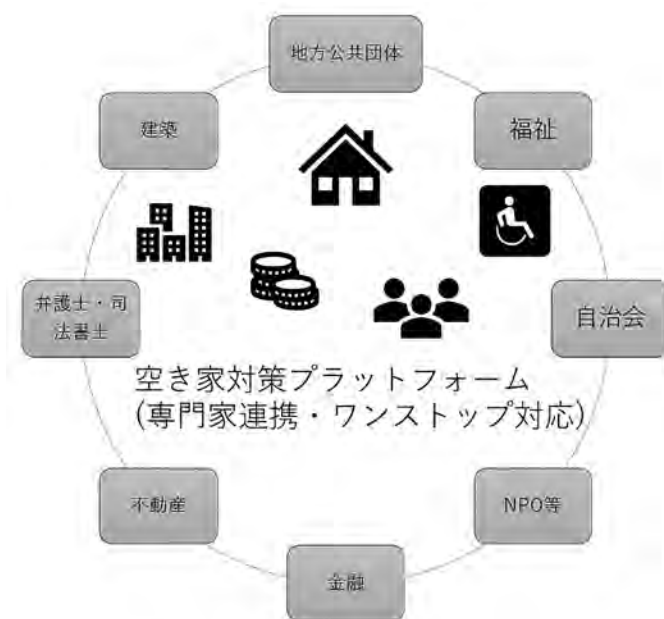 地方公共団体
建築
福祉
弁護士・司
法書士
自治会
空き家対策プラットフォーム
(専門家連携・ワンストップ対応)
不動産
NPO等
金融